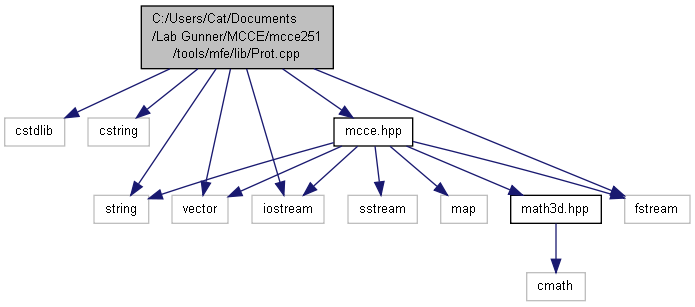 C:/Users/Cat/Documents
/Lab Gunner/MCCE/mcce251
/tools/mfe/lib/Prot.cpp
cstdlib
cstring
mcce.hpp
string
vector
iostream
sstream
map
math3d.hpp
fstream
cmath